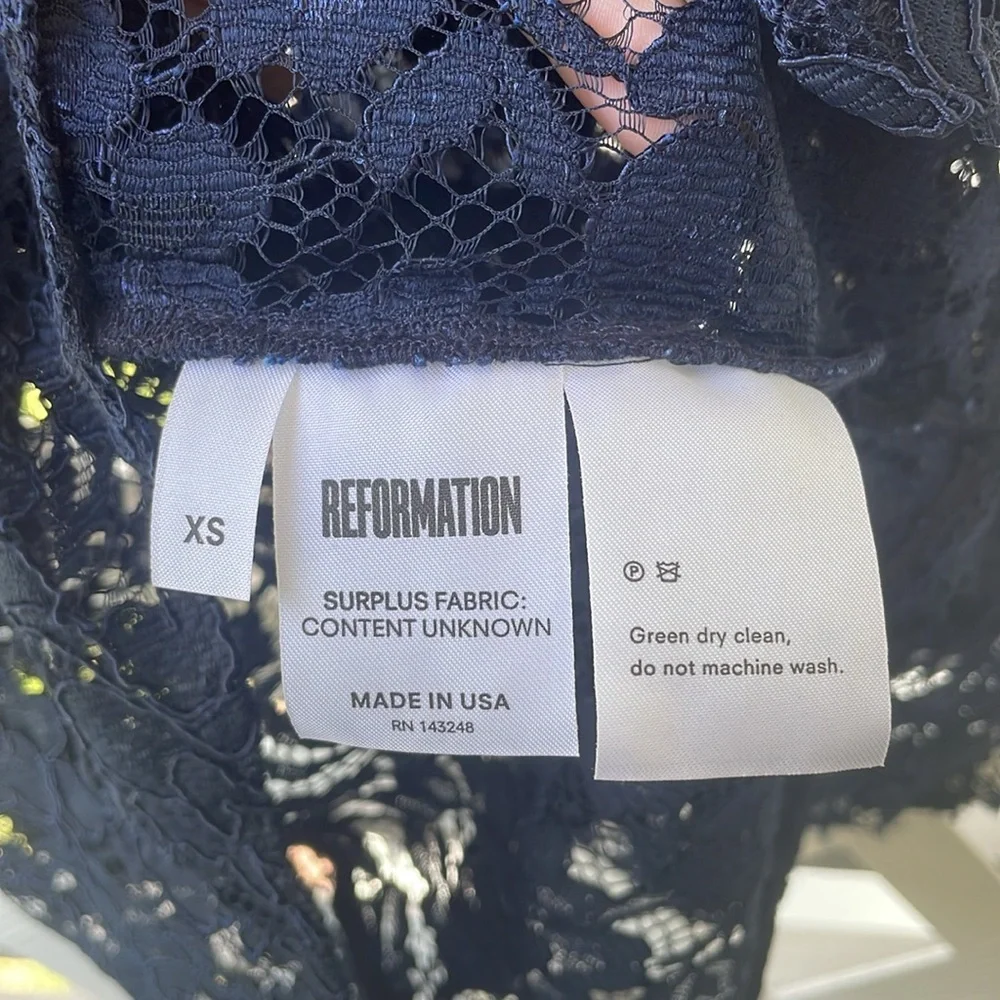 XS
REFORMATION
SURPLUS FABRIC:
CONTENT UNKNOWN
MADE IN USA
RN 143248
P
Green dry clean,
do not machine wash.